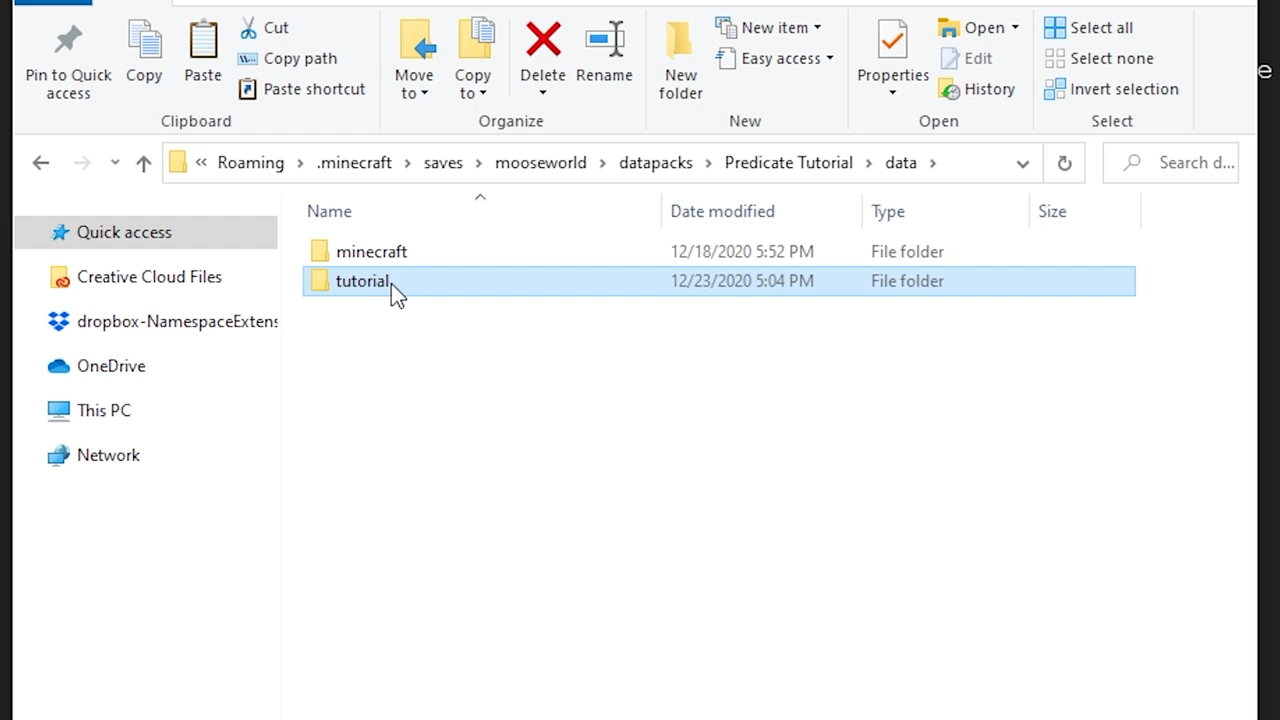 Pin to Quick access
Copy
Paste
Cut
Copy path
Paste shortcut
Clipboard
Move to
Copy to
Delete
Rename
Organize
New folder
New item
Easy access
New
Properties
Open
Edit
History
Open
Select all
Select none
Invert selection
Select
e
« Roaming > .minecraft > saves > mooseworld > datapacks > Predicate Tutorial > data >
Search d...
Name Date modified Type Size
Quick access
Creative Cloud Files
dropbox-NamespaceExtens
OneDrive
This PC
Network
minecraft 12/18/2020 5:52 PM File folder
tutorial 12/23/2020 5:04 PM File folder